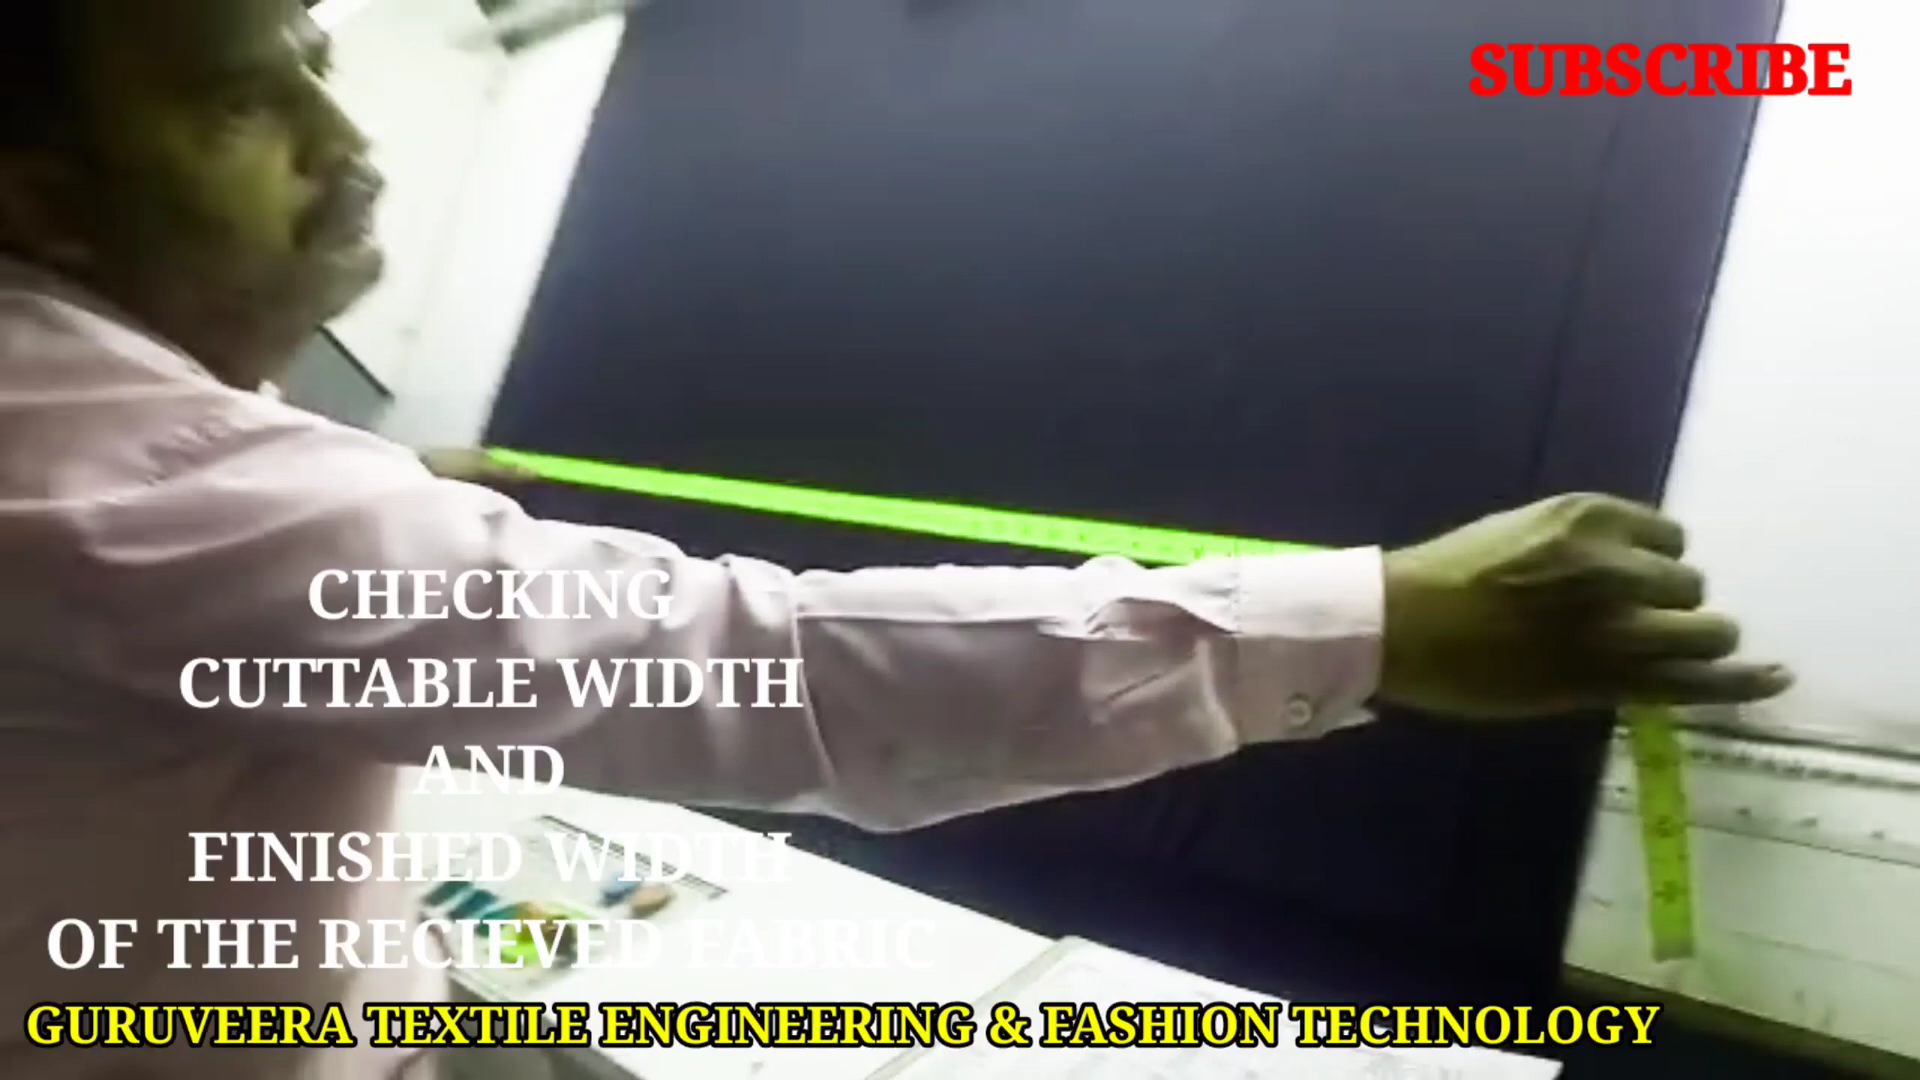 SUBSCRIBE
CHECKING
CUTTABLE WIDTH
AND
FINISHED WIDTH
OF THE RECIEVED FABRIC
GURUVEERA TEXTILE ENGINEERING & FASHION TECHNOLOGY